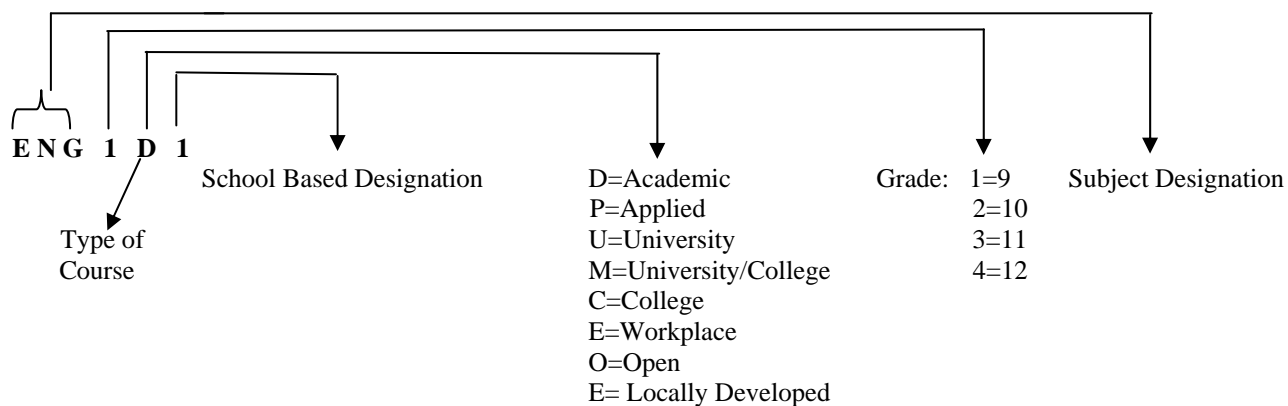 E N G 1 D 1
School Based Designation
Type of
Course
D=Academic
P=Applied
U=University
M=University/College
C=College
E=Workplace
O=Open
E= Locally Developed
Grade: 1=9
2=10
3=11
4=12
Subject Designation